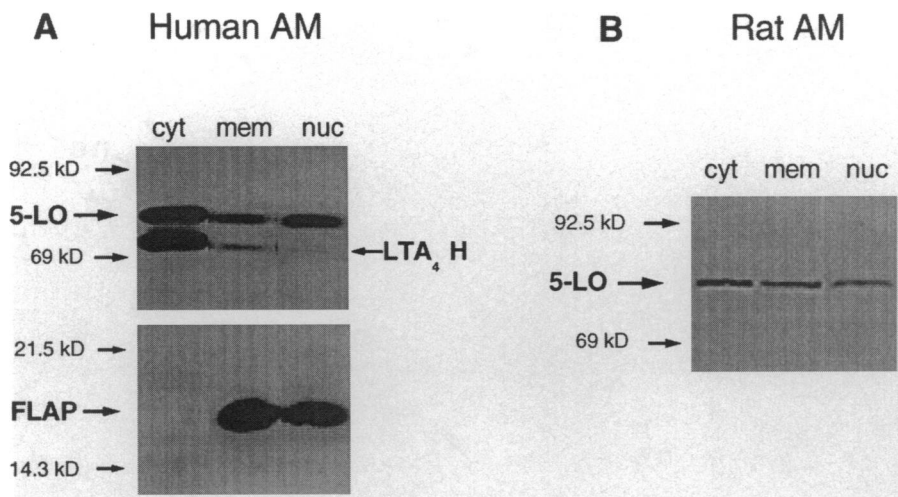 A Human AM
cyt mem nuc
92.5 kD
5-LO
69 kD
LTA4 H
21.5 kD
FLAP
14.3 kD
B Rat AM
cyt mem nuc
92.5 kD
5-LO
69 kD